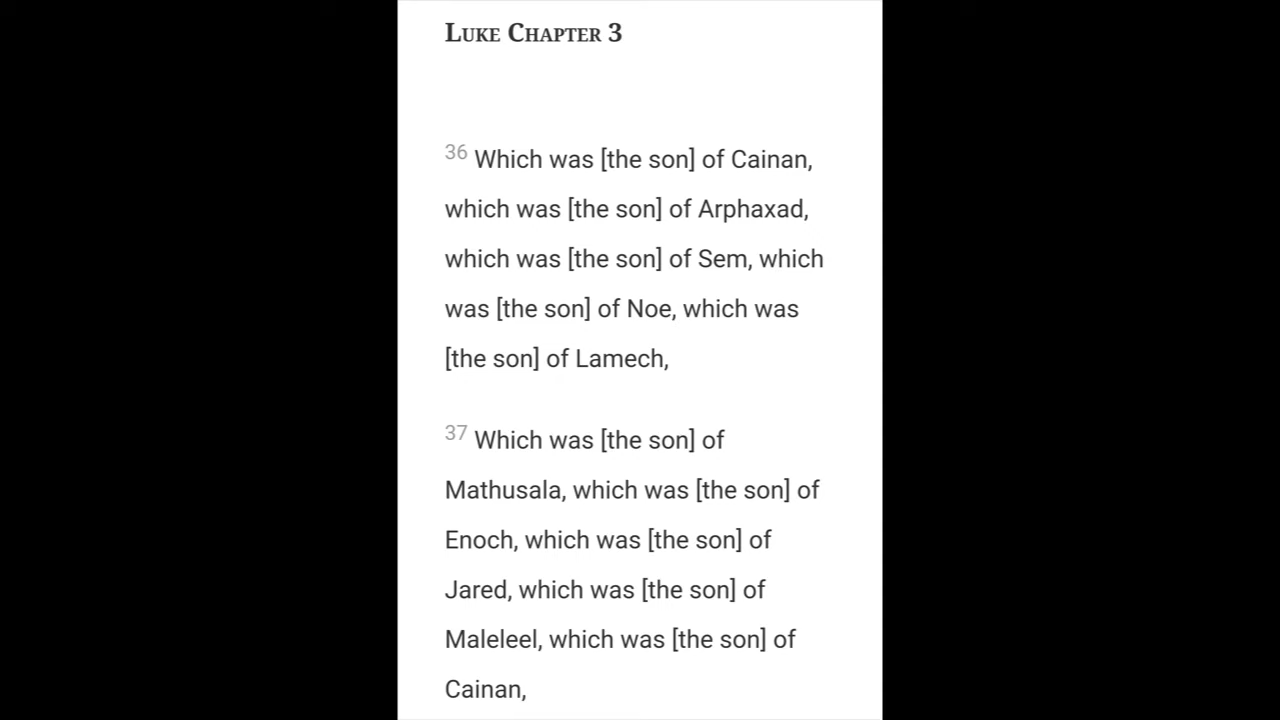 Luke Chapter 3
36 Which was [the son] of Cainan,
which was [the son] of Arphaxad,
which was [the son] of Sem, which
was [the son] of Noe, which was
[the son] of Lamech,
37 Which was [the son] of
Mathusala, which was [the son] of
Enoch, which was [the son] of
Jared, which was [the son] of
Maleleel, which was [the son] of
Cainan,